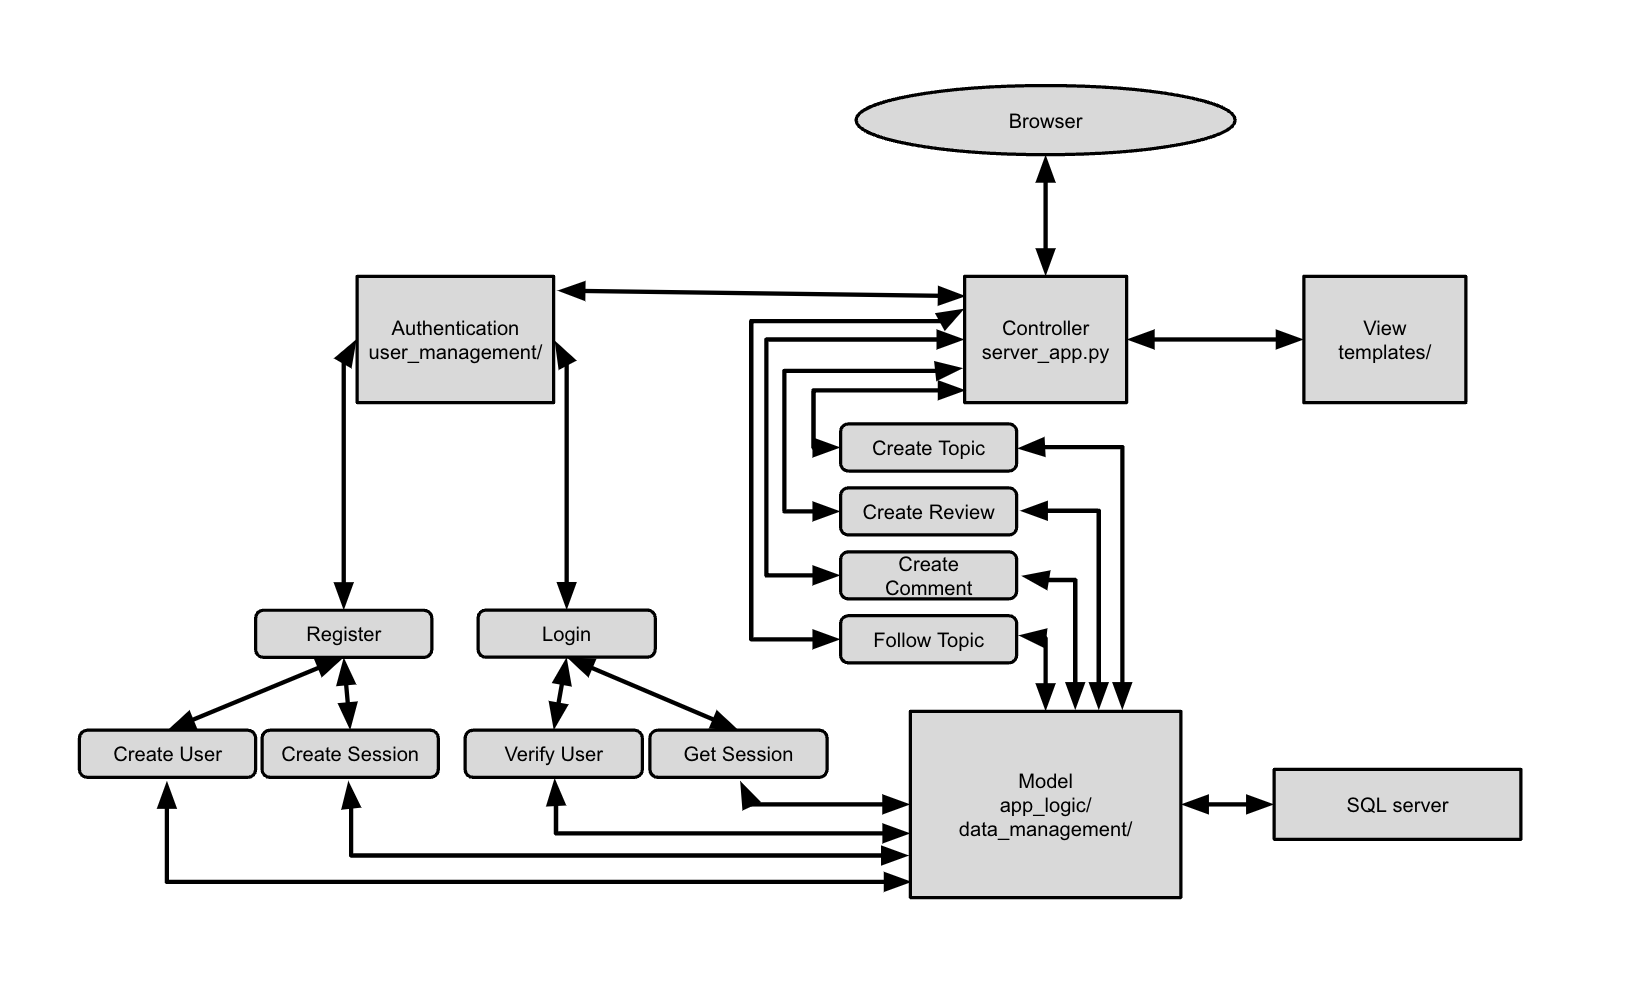 Browser
Authentication
user_management/
Controller
server_app.py
View
templates/
Create Topic
Create Review
Create
Comment
Follow Topic
Register
Login
Create User
Create Session
Verify User
Get Session
Model
app_logic/
data_management/
SQL server